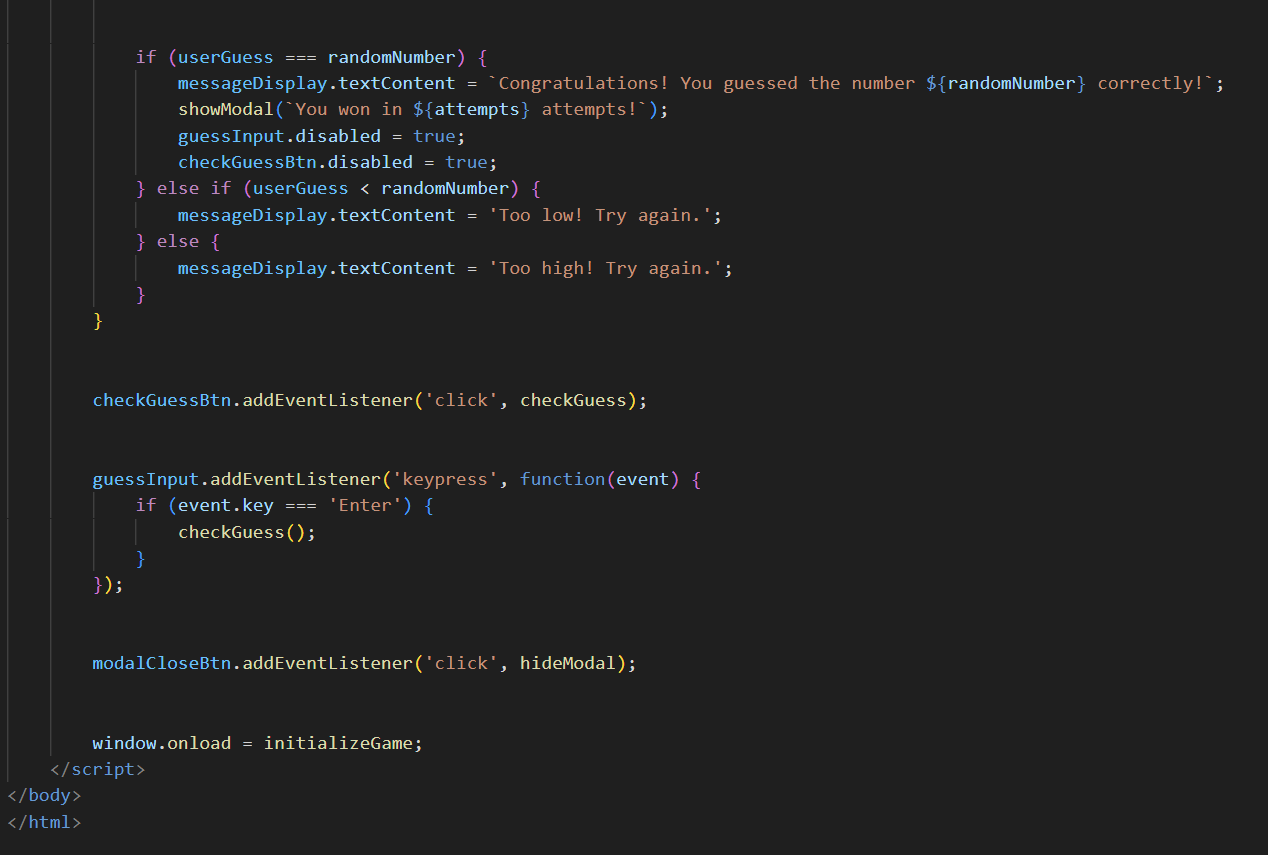 if (userGuess === randomNumber) {
messageDisplay.textContent = `Congratulations! You guessed the number ${randomNumber} correctly!`;
showModal(`You won in ${attempts} attempts!`);
guessInput.disabled = true;
checkGuessBtn.disabled = true;
} else if (userGuess < randomNumber) {
messageDisplay.textContent = 'Too low! Try again.';
} else {
messageDisplay.textContent = 'Too high! Try again.';
}
}
checkGuessBtn.addEventListener('click', checkGuess);
guessInput.addEventListener('keypress', function(event) {
if (event.key === 'Enter') {
checkGuess();
}
});
modalCloseBtn.addEventListener('click', hideModal);
window.onload = initializeGame;
</script>
</body>
</html>